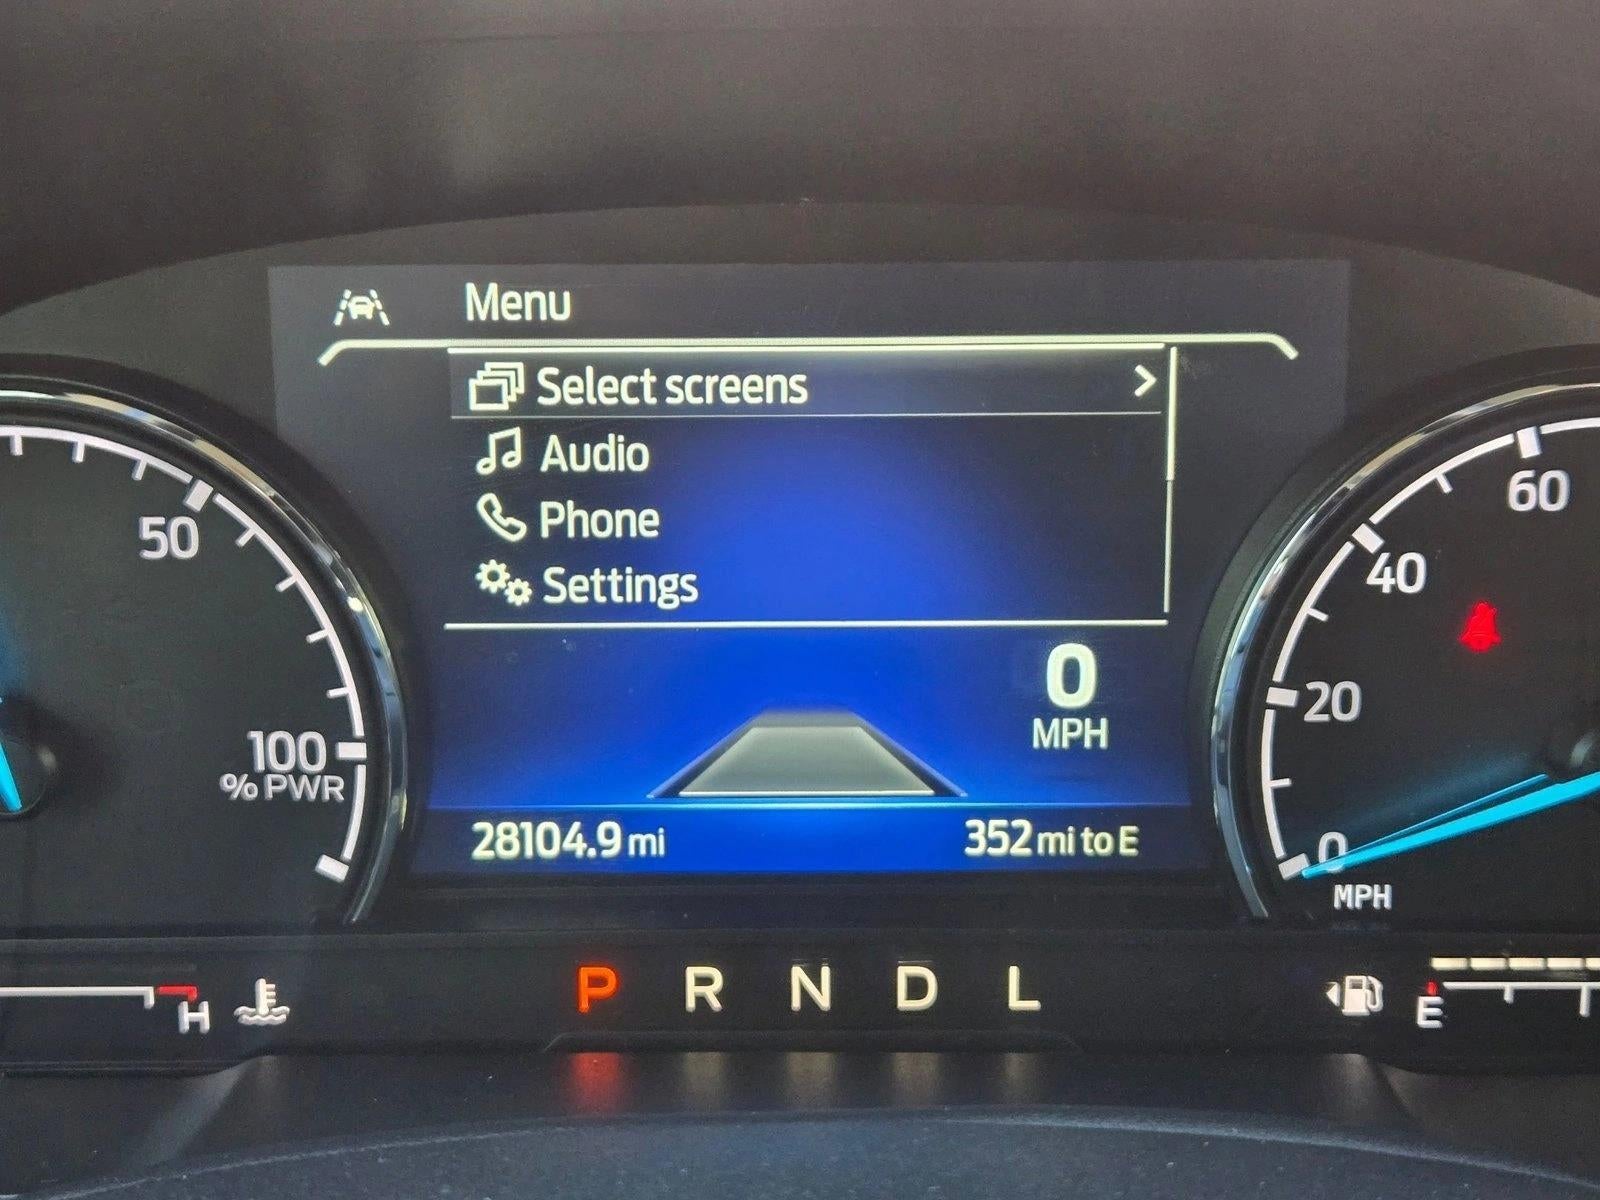 Menu
Select screens
Audio
Phone
Settings
50
100
% PWR
0
MPH
60
40
20
0
MPH
28104.9 mi
352 mi to E
H
P R N D L
E